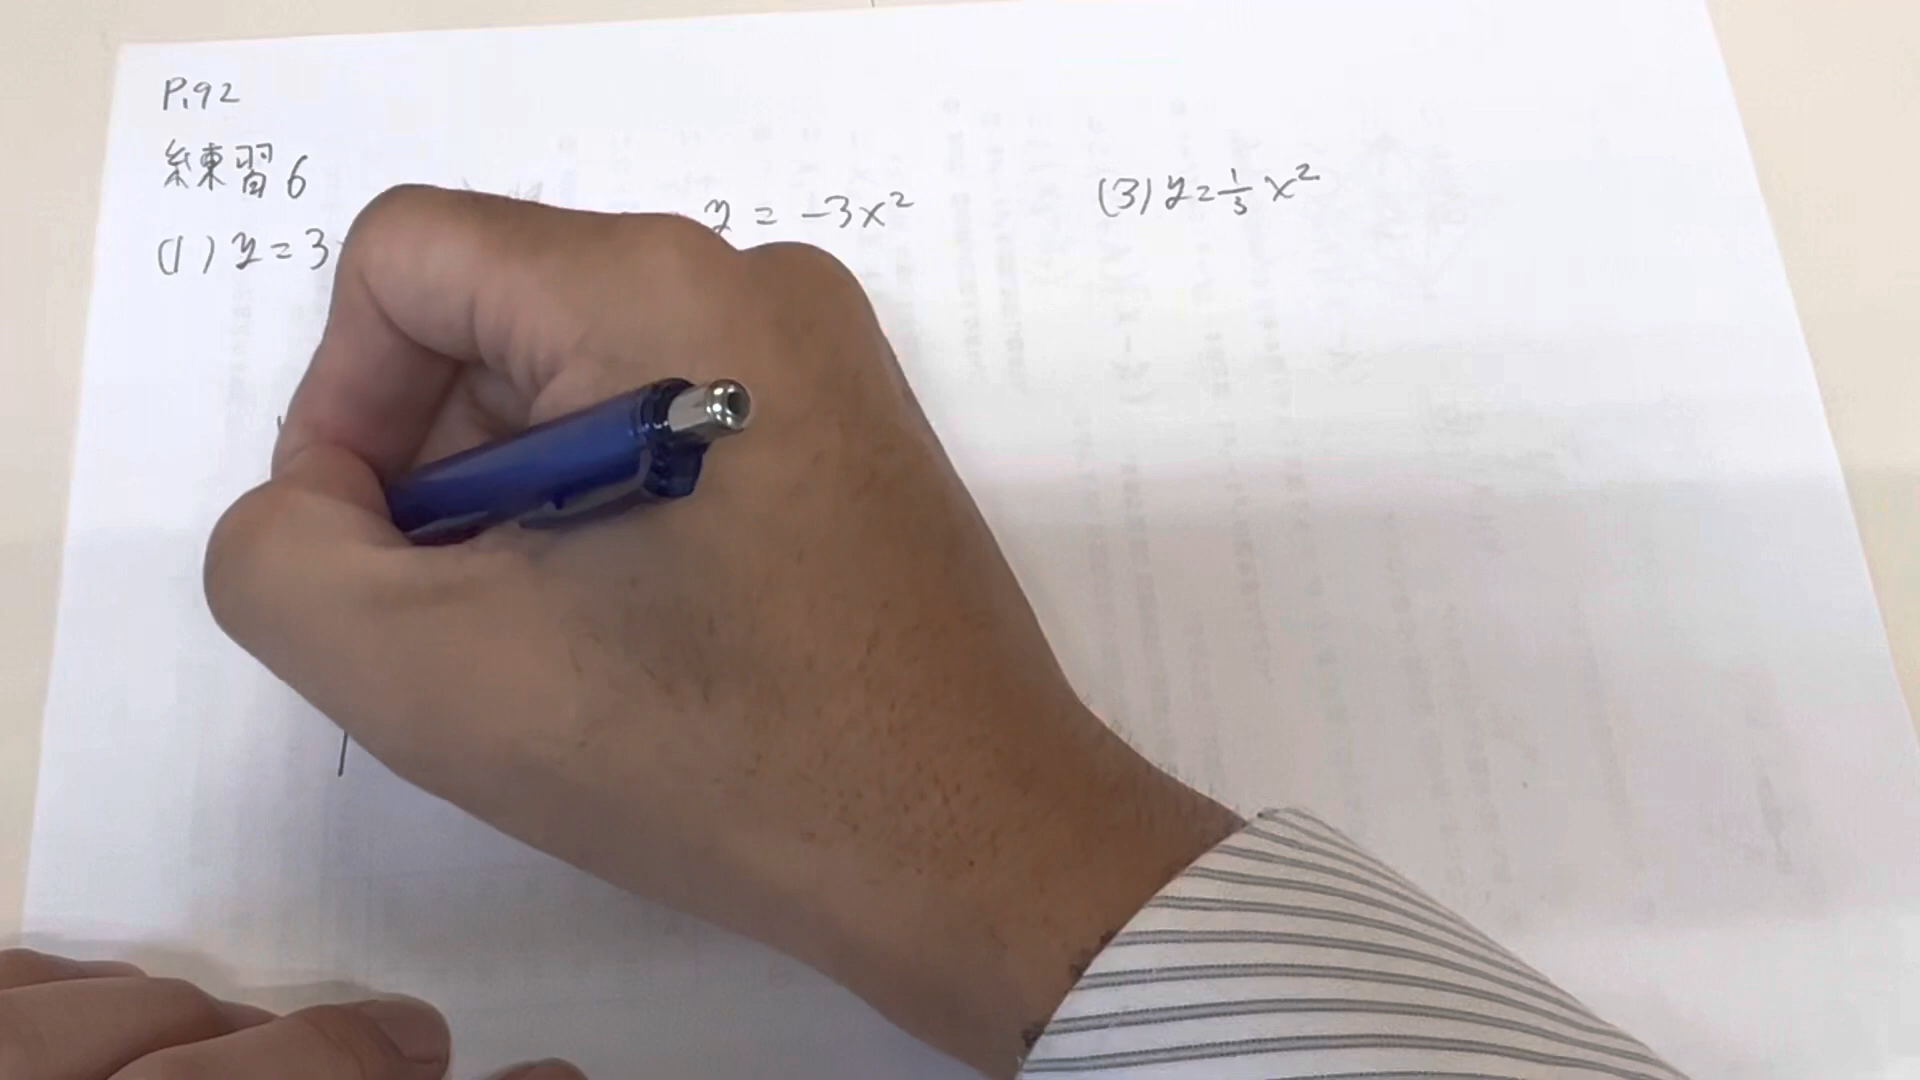 P.92
練習6
(1) y=3
y = -3x²
(3) y=1/3 x²